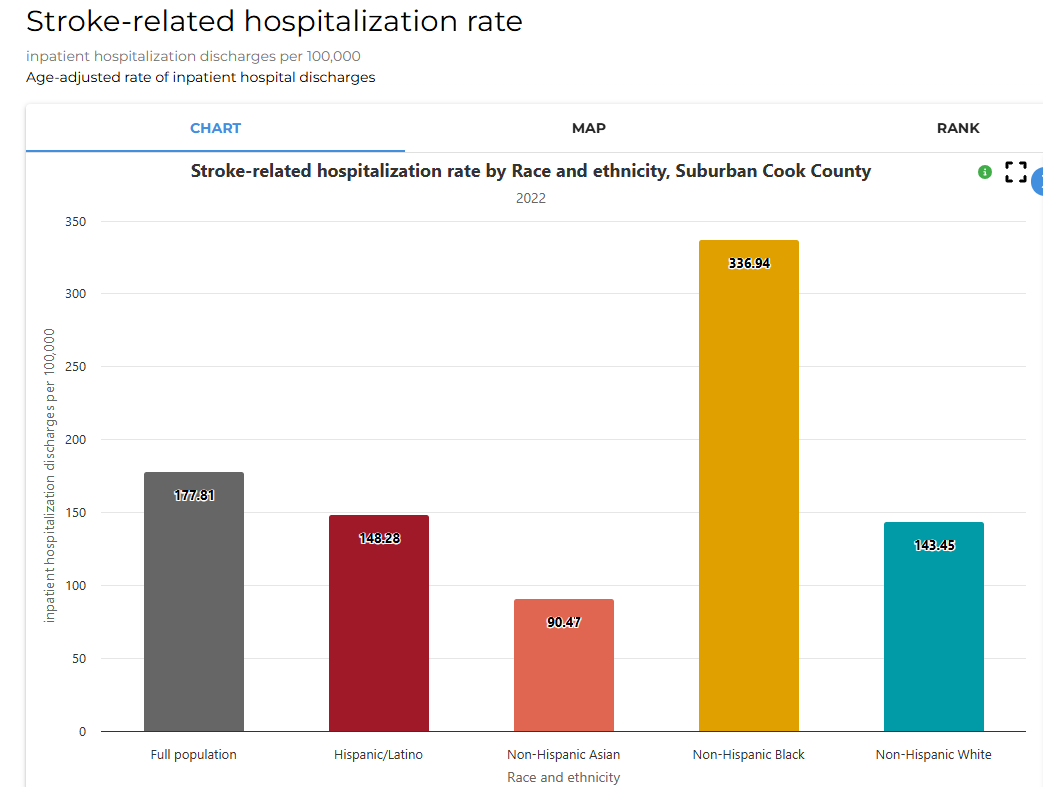 Stroke-related hospitalization rate
inpatient hospitalization discharges per 100,000
Age-adjusted rate of inpatient hospital discharges
CHART MAP RANK
Stroke-related hospitalization rate by Race and ethnicity, Suburban Cook County
2022
inpatient hospitalization discharges per 100,000
350
300
250
200
150
100
50
0
177.81
148.28
90.47
336.94
143.45
Full population Hispanic/Latino Non-Hispanic Asian Non-Hispanic Black Non-Hispanic White
Race and ethnicity